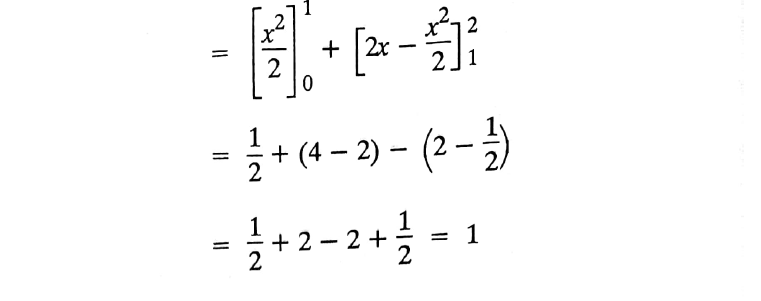 = [x²/2]₀¹ + [2x − x²/2]₁²
= 1/2 + (4 − 2) − (2 − 1/2)
= 1/2 + 2 − 2 + 1/2 = 1